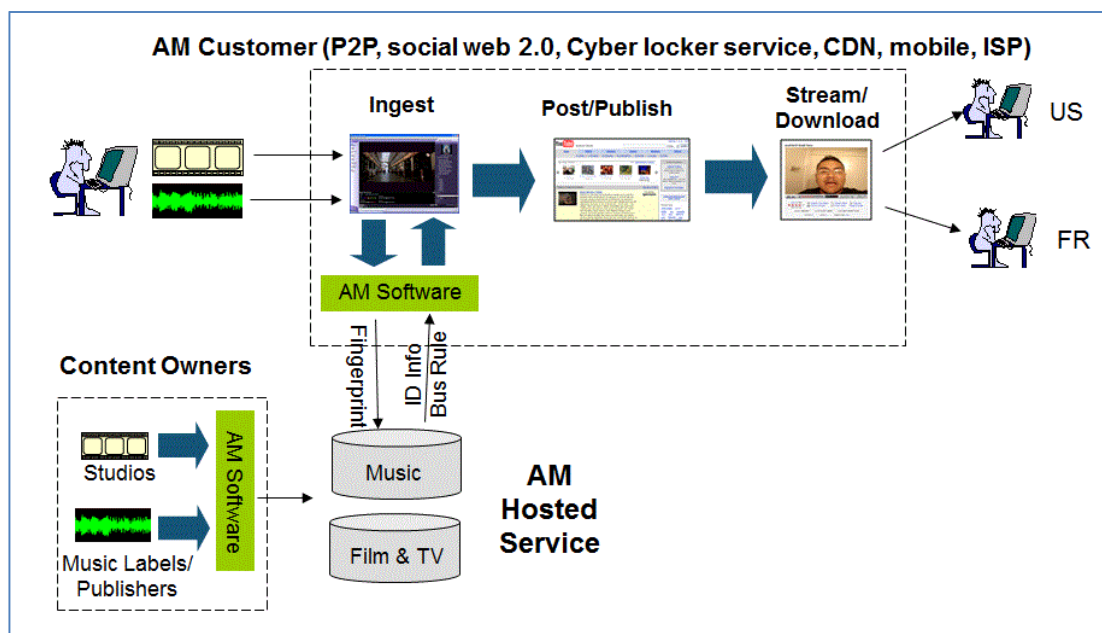 AM Customer (P2P, social web 2.0, Cyber locker service, CDN, mobile, ISP)
Ingest
Post/Publish
Stream/
Download
US
FR
AM Software
Fingerprint
ID Info
Bus Rule
Content Owners
Studios
Music Labels/
Publishers
AM Software
Music
Film & TV
AM
Hosted
Service